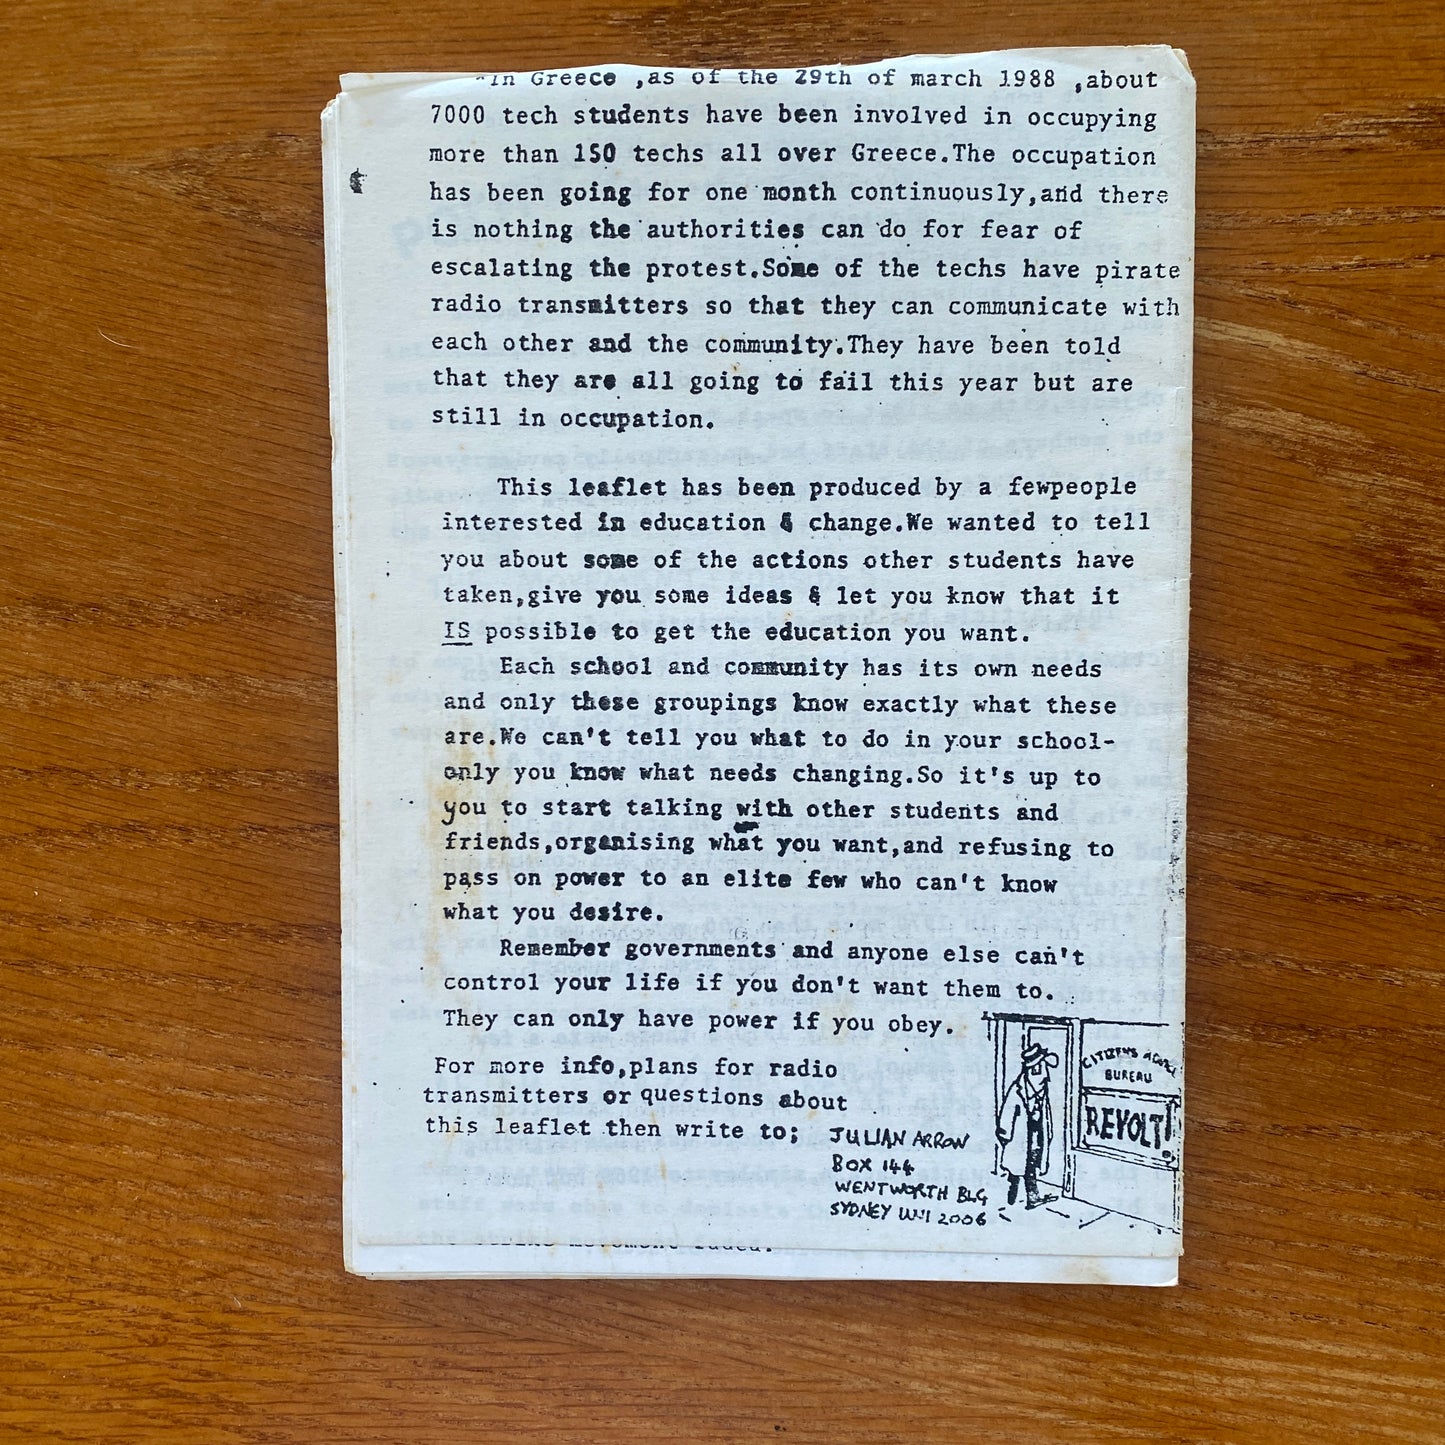 *in Greece ,as of the 29th of march 1988 ,about
7000 tech students have been involved in occupying
more than 150 techs all over Greece.The occupation
has been going for one month continuously,and there
is nothing the authorities can do for fear of
escalating the protest.Some of the techs have pirate
radio transmitters so that they can communicate with
each other and the community.They have been told
that they are all going to fail this year but are
still in occupation.
This leaflet has been produced by a fewpeople
interested in education & change.We wanted to tell
you about some of the actions other students have
taken,give you some ideas & let you know that it
IS possible to get the education you want.
Each school and community has its own needs
and only these groupings know exactly what these
are.We can't tell you what to do in your school-
only you know what needs changing.So it's up to
you to start talking with other students and
friends,organising what you want,and refusing to
pass on power to an elite few who can't know
what you desire.
Remember governments and anyone else can't
control your life if you don't want them to.
They can only have power if you obey.
For more info,plans for radio
transmitters or questions about
this leaflet then write to;
JULIAN ARROW
BOX 144
WENTWORTH BLG
SYDNEY UNI 2006
CITIZENS ADVICE
BUREAU
REVOLT!